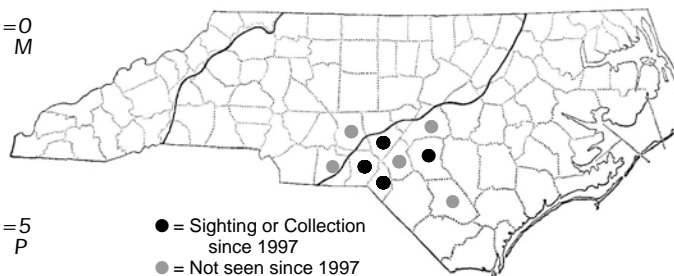 =0
M
=5
P
● = Sighting or Collection
since 1997
● = Not seen since 1997